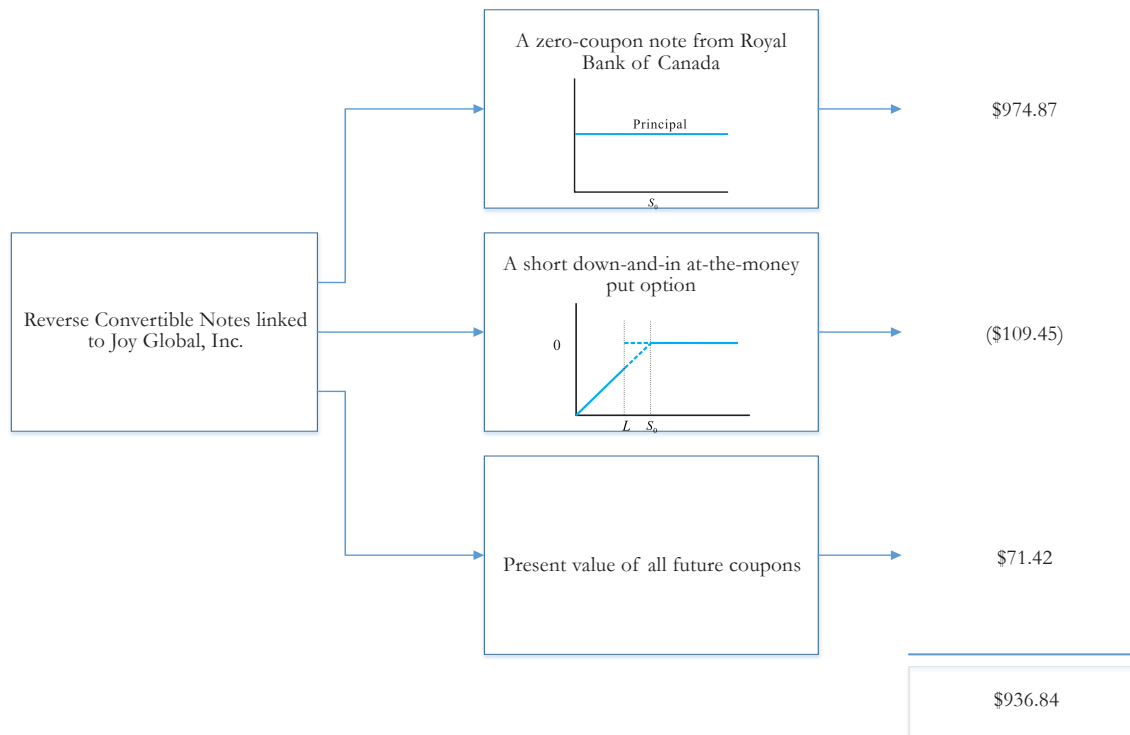 A zero-coupon note from Royal
Bank of Canada
Principal
S₀
$974.87
Reverse Convertible Notes linked
to Joy Global, Inc.
A short down-and-in at-the-money
put option
0
L S₀
($109.45)
Present value of all future coupons
$71.42
$936.84